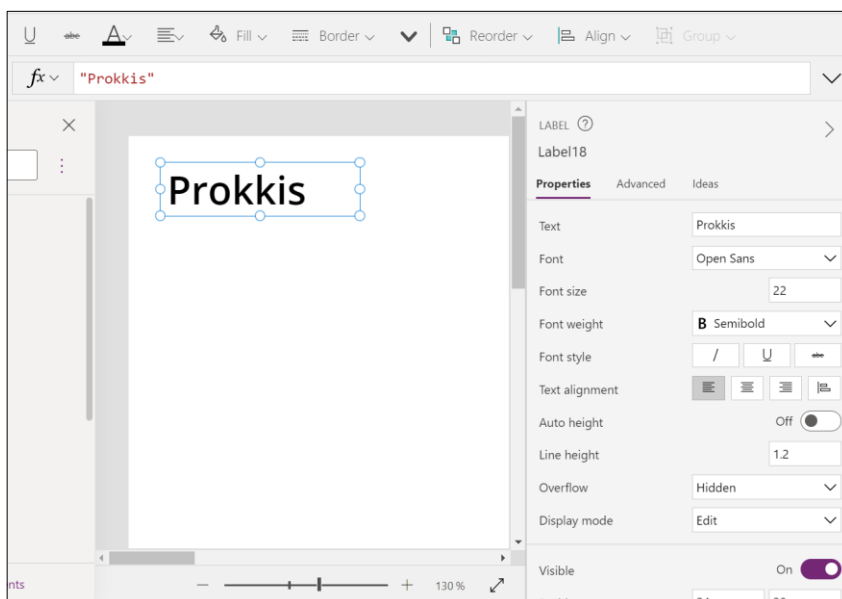 Fill Border Reorder Align Group
fx "Prokkis"
LABEL
Label18
Properties Advanced Ideas
Prokkis
Text Prokkis
Font Open Sans
Font size 22
Font weight B Semibold
Font style / U abc
Text alignment
Auto height Off
Line height 1.2
Overflow Hidden
Display mode Edit
Visible On
nts 130 %